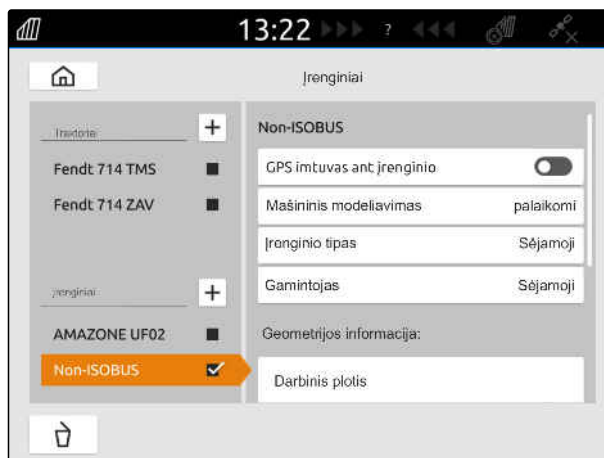 13:22 ?
Įrenginiai
+
Fendt 714 TMS
Fendt 714 ZAV
Įrenginiai
+
AMAZONE UF02
Non-ISOBUS
Non-ISOBUS
GPS imtuvas ant įrenginio
Mašininis modeliavimas palaikomi
Įrenginio tipas Sėjamoji
Gamintojas Sėjamoji
Geometrijos informacija:
Darbinis plotis